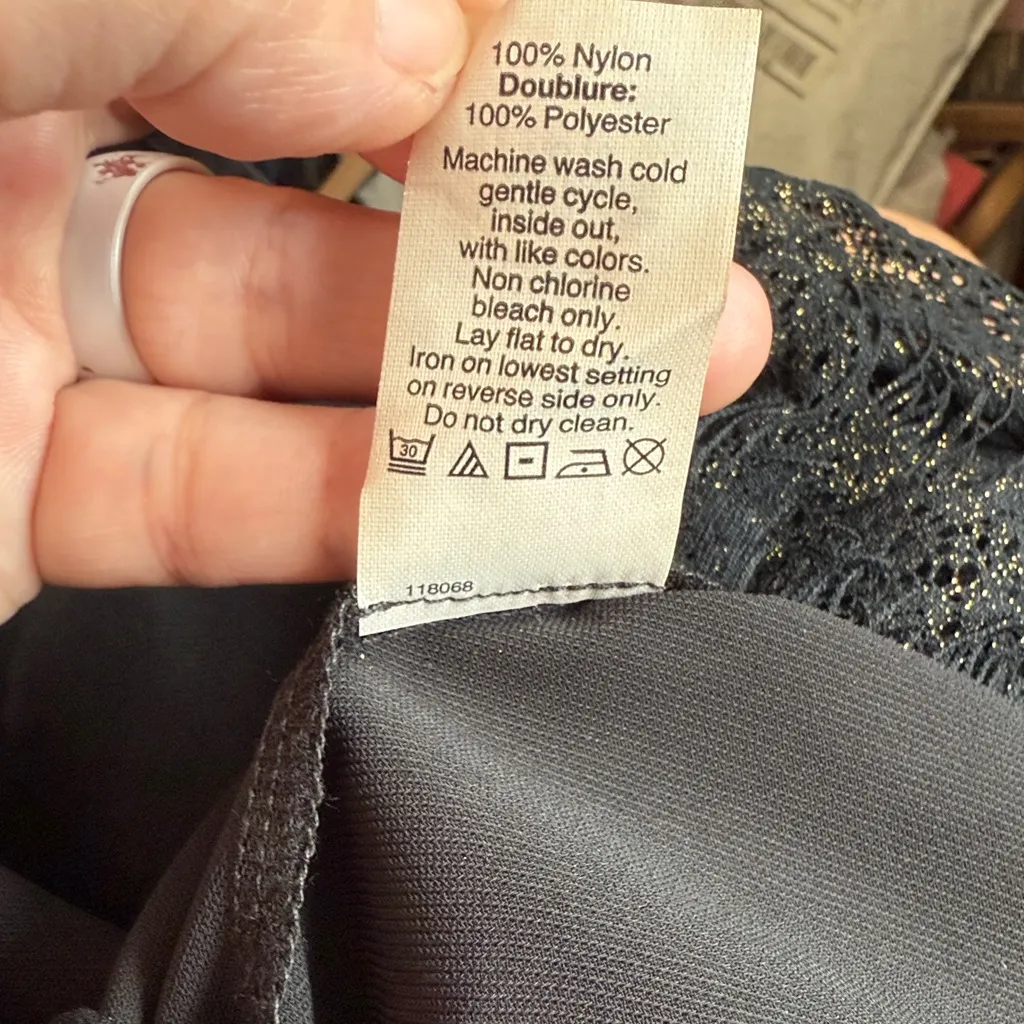 100% Nylon
Doublure:
100% Polyester
Machine wash cold
gentle cycle,
inside out,
with like colors.
Non chlorine
bleach only.
Lay flat to dry.
Iron on lowest setting
on reverse side only.
Do not dry clean.
30
118068